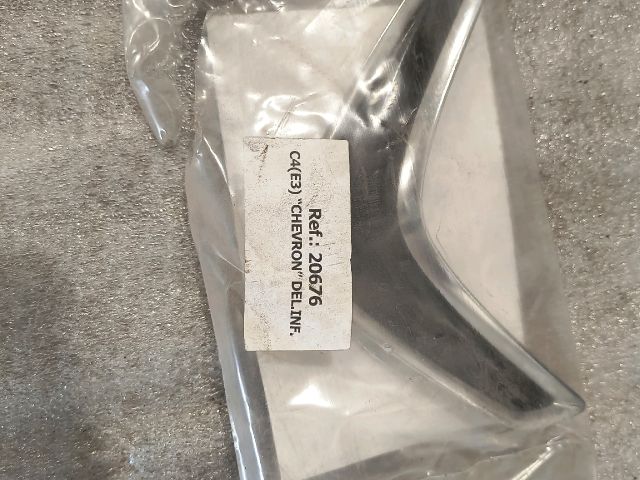 Ref.: 20676
C4(E3) "CHEVRON" DEL.INF.